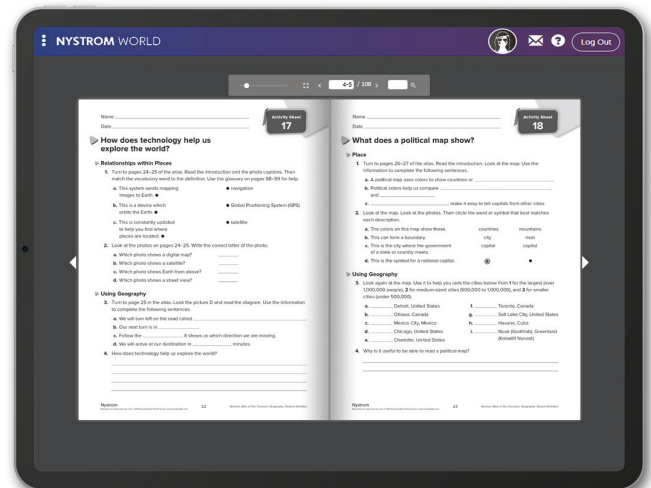 NYSTROM WORLD
Log Out
4-5 / 108
Name
Date
Activity Sheet
17
How does technology help us
explore the world?
Relationships within Places
1. Turn to pages 24–25 of the atlas. Read the introduction and the photo captions. Then
match the vocabulary word to the definition. Use the glossary on pages 98–99 for help.
a. This system sends mapping
images to Earth. ●
● navigation
b. This is a device which
orbits the Earth. ●
● Global Positioning System (GPS)
c. This is constantly updated
to help you find where
places are located. ●
● satellite
2. Look at the photos on pages 24–25. Write the correct letter of the photo.
a. Which photo shows a digital map?
b. Which photo shows a satellite?
c. Which photo shows Earth from above?
d. Which photo shows a street view?
Using Geography
3. Turn to page 25 in the atlas. Look at the picture D and read the diagram. Use the information
to complete the following sentences.
a. We will turn left on the road called
b. Our next turn is in
c. Follow the . It shows us which direction we are moving.
d. We will arrive at our destination in minutes.
4. How does technology help us explore the world?
Nystrom
22
Name
Date
Activity Sheet
18
What does a political map show?
Place
1. Turn to pages 26–27 of the atlas. Read the introduction. Look at the map. Use the
information to complete the following sentences.
a. A political map uses colors to show countries or
b. Political colors help us compare
and
c. make it easy to tell capitals from other cities.
2. Look at the map. Look at the photos. Then circle the word or symbol that best matches
each description.
a. The colors on this map show these. countries mountains
b. This can form a boundary. city river
c. This is the city where the government
of a state or country meets.
capital capitol
d. This is the symbol for a national capital.
Using Geography
3. Look again at the map. Use it to help you rank the cities below from 1 for the largest (over
1,000,000 people), 2 for medium-sized cities (500,000 to 1,000,000), and 3 for smaller
cities (under 500,000).
a. Detroit, United States
b. Ottawa, Canada
c. Mexico City, Mexico
d. Chicago, United States
e. Charlotte, United States
f. Toronto, Canada
g. Salt Lake City, United States
h. Havana, Cuba
i. Nuuk (Godthab), Greenland
(Kalaallit Nunaat)
4. Why is it useful to be able to read a political map?
Nystrom
23